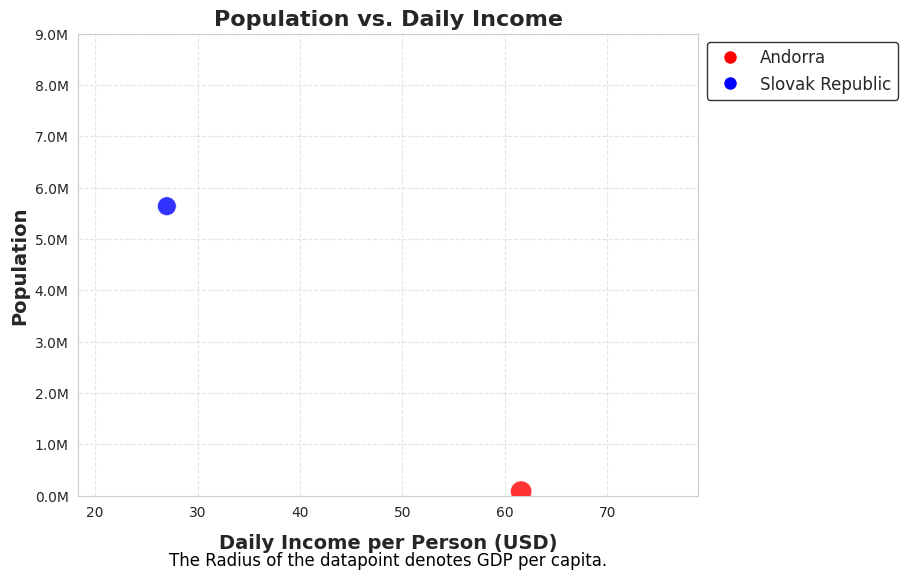 Population vs. Daily Income
Andorra
Slovak Republic
Population
9.0M
8.0M
7.0M
6.0M
5.0M
4.0M
3.0M
2.0M
1.0M
0.0M
20 30 40 50 60 70
Daily Income per Person (USD)
The Radius of the datapoint denotes GDP per capita.